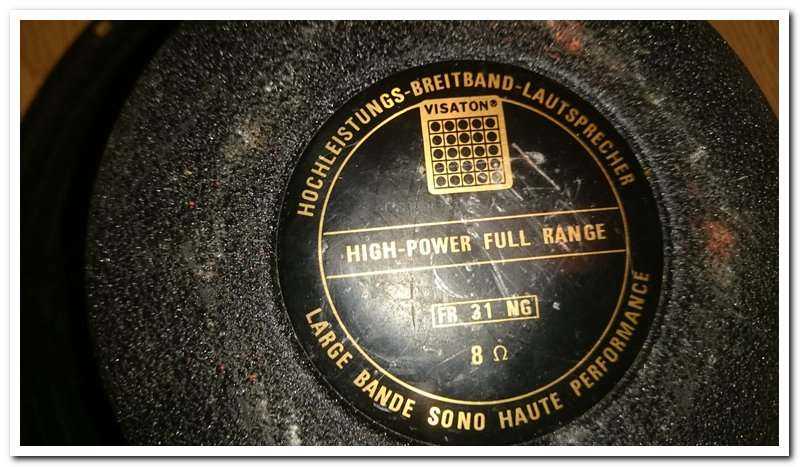 HOCHLEISTUNGS-BREITBAND-LAUTSPRECHER
VISATON®
HIGH-POWER FULL RANGE
FR 31 NG
8 Ω
LARGE BANDE SONO HAUTE PERFORMANCE